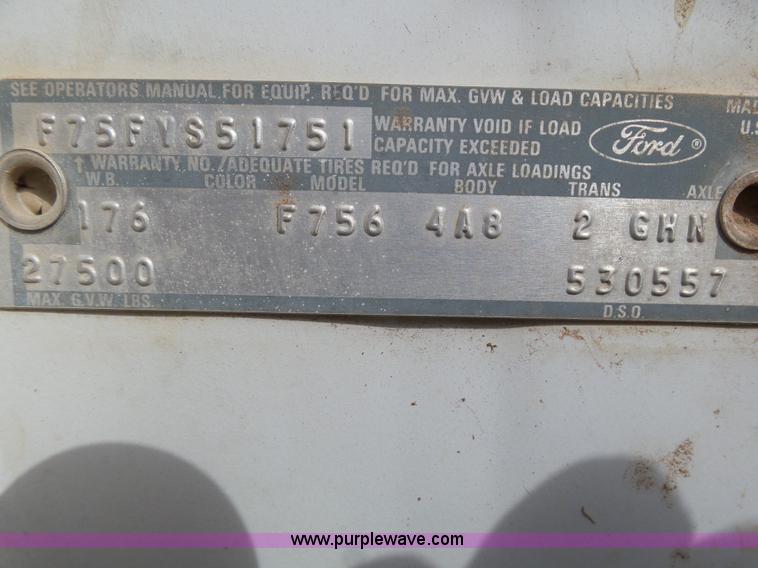 SEE OPERATORS MANUAL FOR EQUIP. REQ'D FOR MAX. GVW & LOAD CAPACITIES
F75FVS51751 WARRANTY VOID IF LOAD Ford ®
CAPACITY EXCEEDED
↑ WARRANTY NO./ADEQUATE TIRES REQ'D FOR AXLE LOADINGS
W.B. COLOR MODEL BODY TRANS AXLE
176 F756 4A8 2 GHN
27500 530557
MAX. G.V.W. LBS. D.S.O.
www.purplewave.com